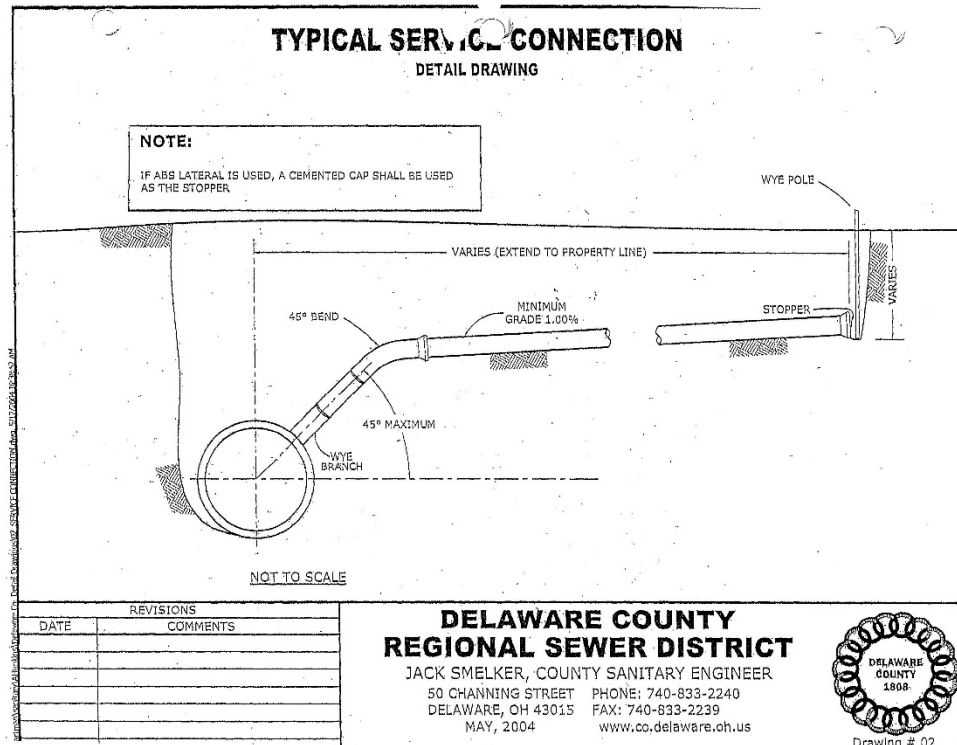 TYPICAL SERVICE CONNECTION
DETAIL DRAWING
NOTE:
IF ABS LATERAL IS USED, A CEMENTED CAP SHALL BE USED
AS THE STOPPER
WYE POLE
VARIES (EXTEND TO PROPERTY LINE)
VARIES
45° BEND
MINIMUM
GRADE 1.00%
STOPPER
45° MAXIMUM
WYE
BRANCH
NOT TO SCALE
REVISIONS
DATE
COMMENTS
DELAWARE COUNTY
REGIONAL SEWER DISTRICT
JACK SMELKER, COUNTY SANITARY ENGINEER
50 CHANNING STREET PHONE: 740-833-2240
DELAWARE, OH 43015 FAX: 740-833-2239
MAY, 2004 www.co.delaware.oh.us
DELAWARE
COUNTY
1808
Drawing # 02